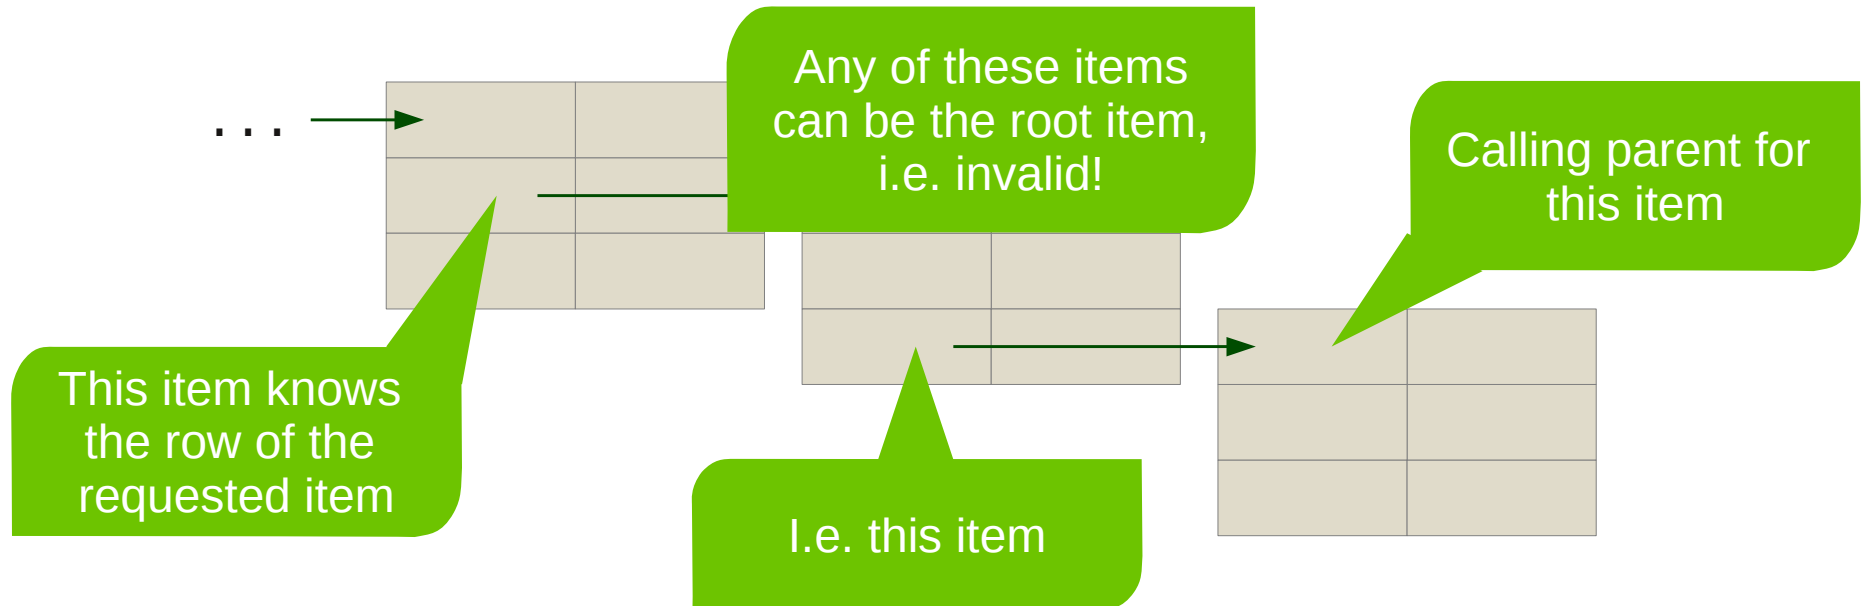 Any of these items
can be the root item,
i.e. invalid!
Calling parent for
this item
...
This item knows
the row of the
requested item
I.e. this item